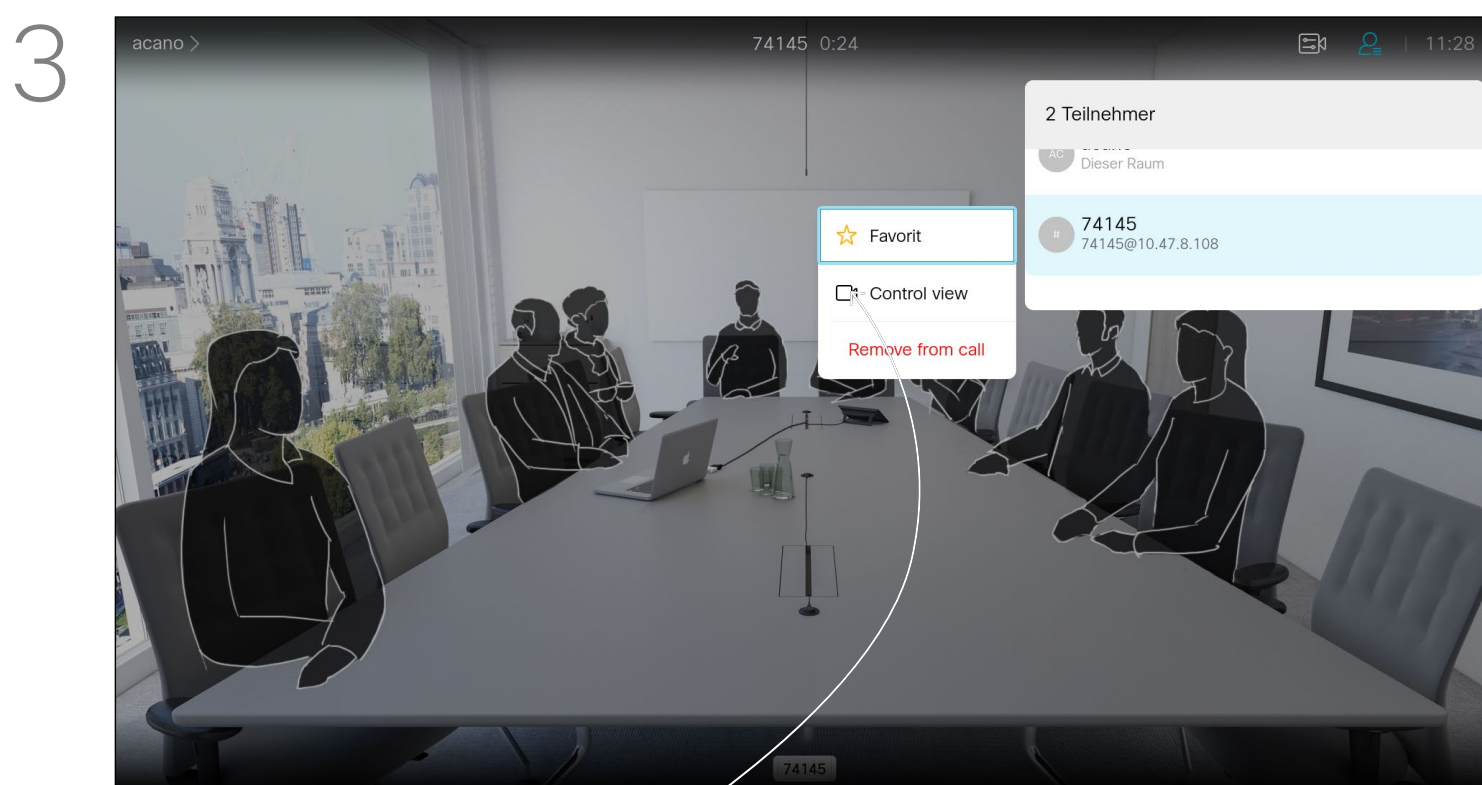 3
acano >
74145 0:24
11:28
2 Teilnehmer
AC
Dieser Raum
Favorit
#
74145
74145@10.47.8.108
Control view
Remove from call
74145